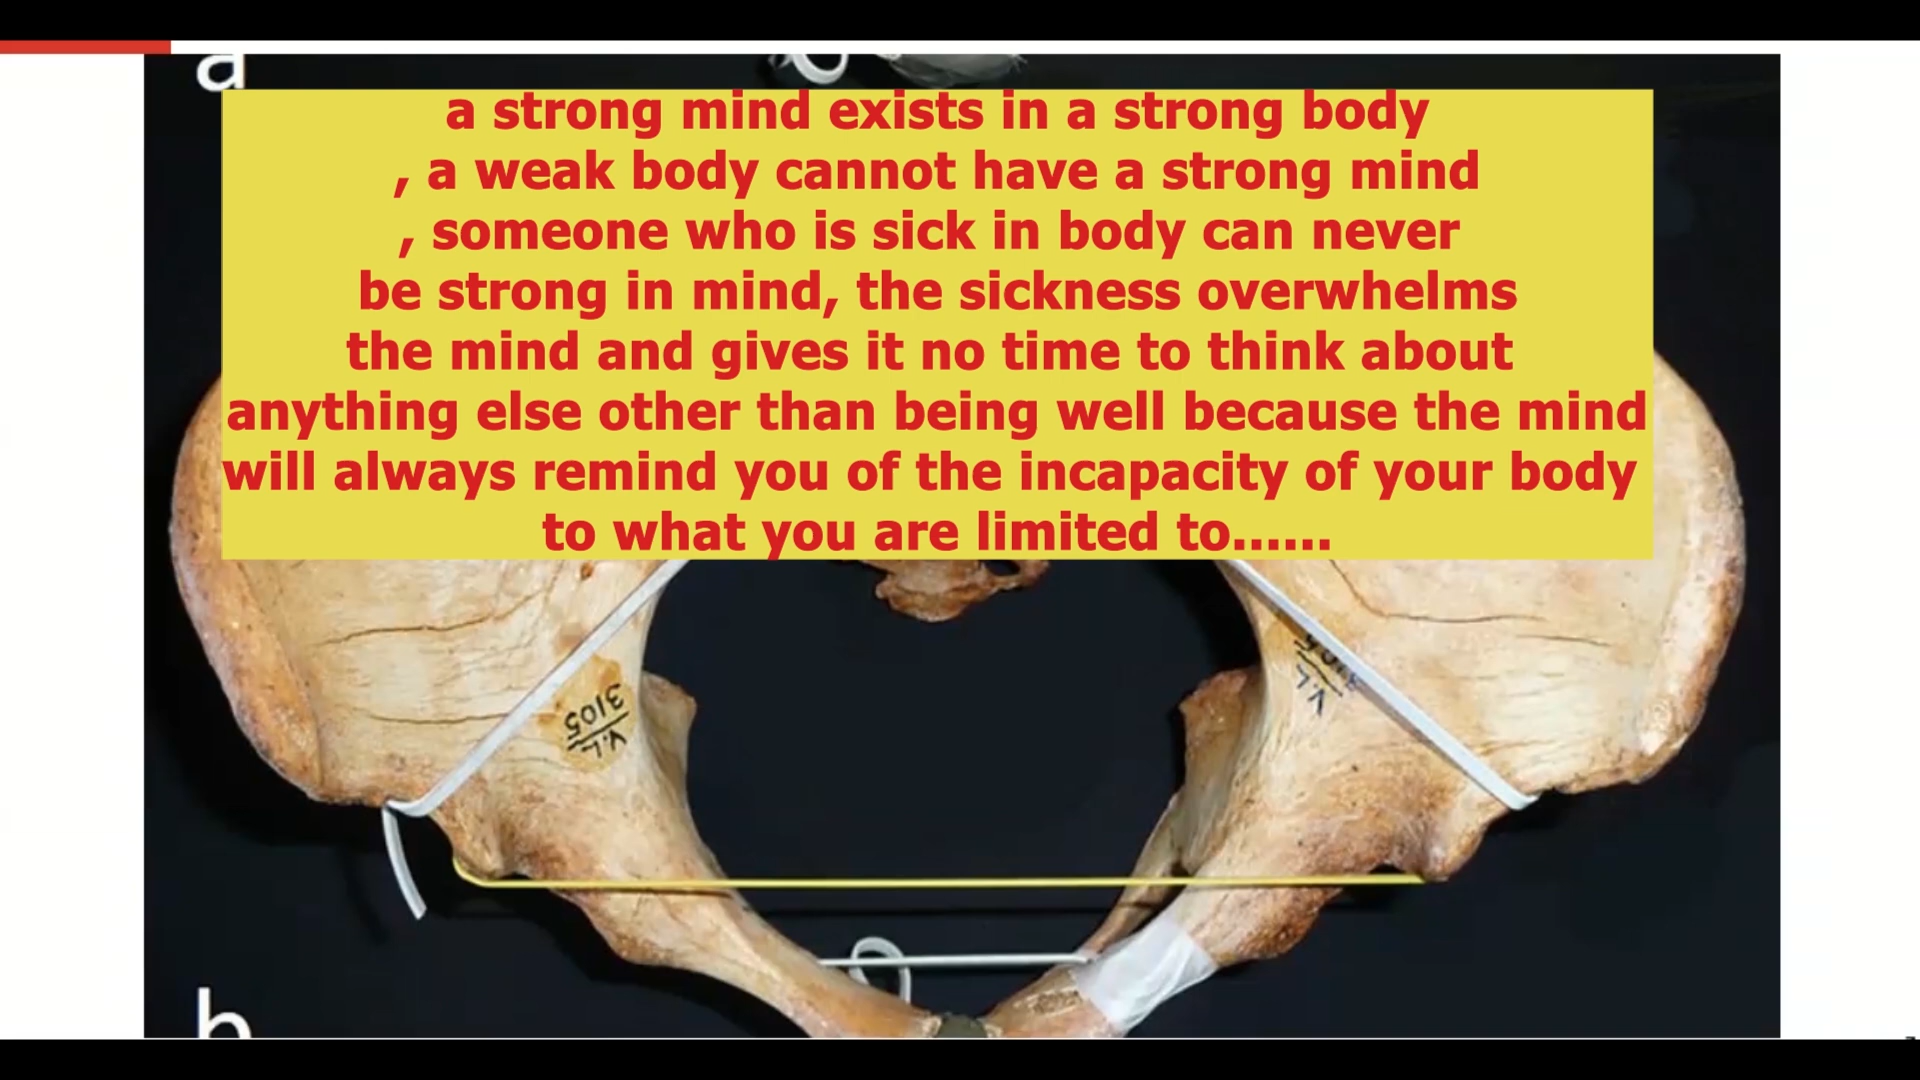 a
a strong mind exists in a strong body
, a weak body cannot have a strong mind
, someone who is sick in body can never
be strong in mind, the sickness overwhelms
the mind and gives it no time to think about
anything else other than being well because the mind
will always remind you of the incapacity of your body
to what you are limited to......
V.L
3105
V.L
b